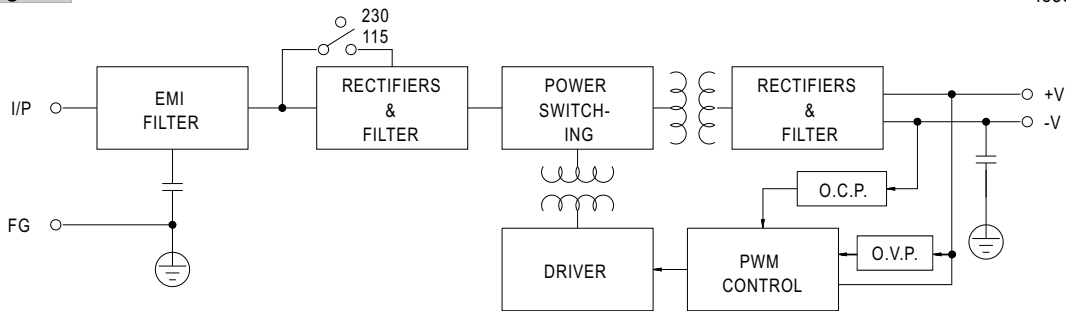 230
115
I/P
EMI
FILTER
RECTIFIERS
&
FILTER
POWER
SWITCH-
ING
RECTIFIERS
&
FILTER
+V
-V
O.C.P.
FG
DRIVER
PWM
CONTROL
O.V.P.